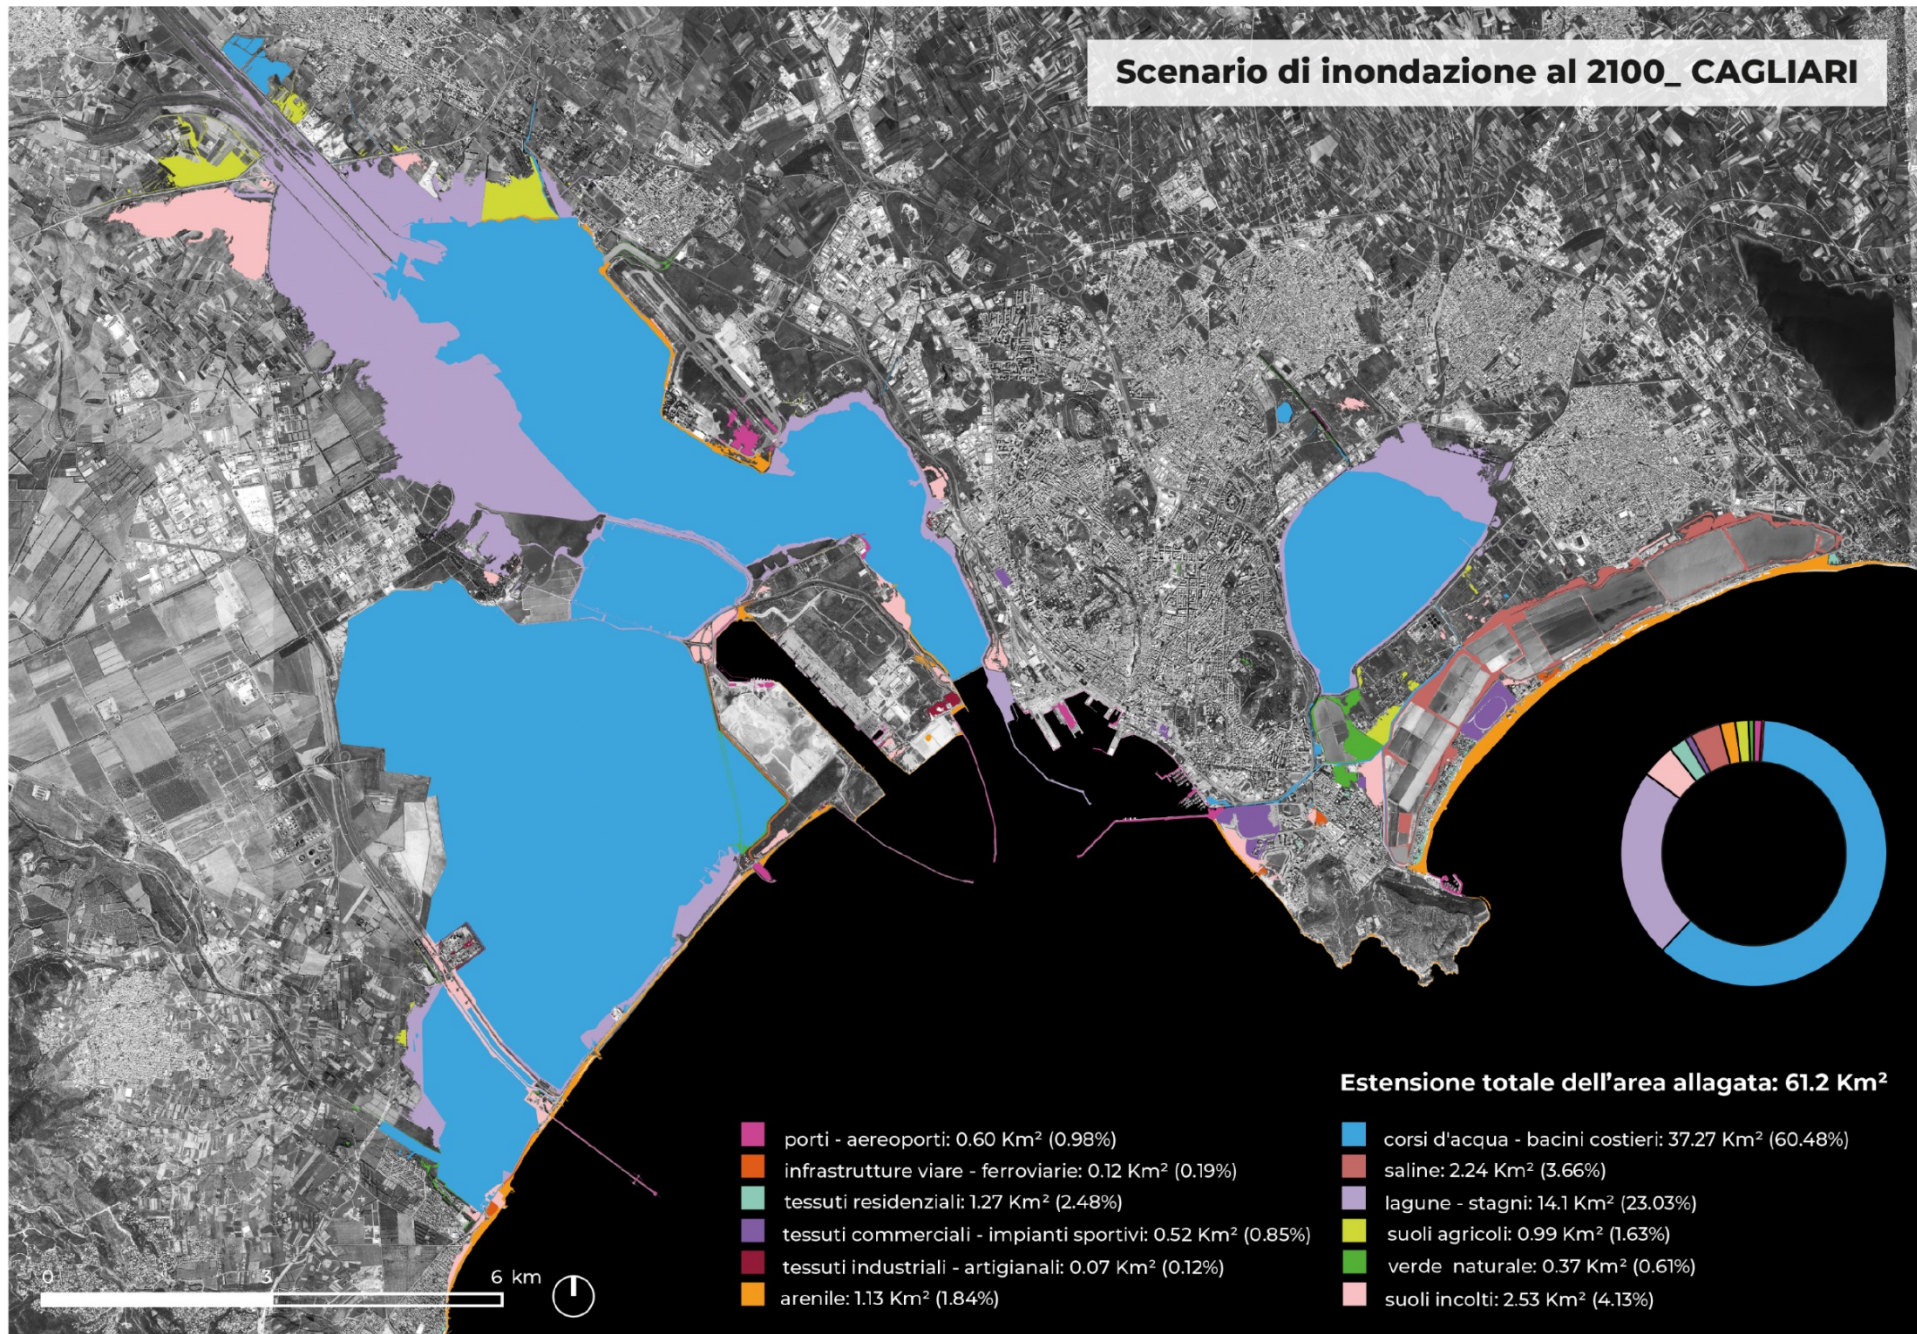 Scenario di inondazione al 2100_ CAGLIARI
Estensione totale dell'area allagata: 61.2 Km²
porti - aereoporti: 0.60 Km² (0.98%)
infrastrutture viare - ferroviarie: 0.12 Km² (0.19%)
tessuti residenziali: 1.27 Km² (2.48%)
tessuti commerciali - impianti sportivi: 0.52 Km² (0.85%)
tessuti industriali - artigianali: 0.07 Km² (0.12%)
arenile: 1.13 Km² (1.84%)
corsi d'acqua - bacini costieri: 37.27 Km² (60.48%)
saline: 2.24 Km² (3.66%)
lagune - stagni: 14.1 Km² (23.03%)
suoli agricoli: 0.99 Km² (1.63%)
verde naturale: 0.37 Km² (0.61%)
suoli incolti: 2.53 Km² (4.13%)
0 3 6 km